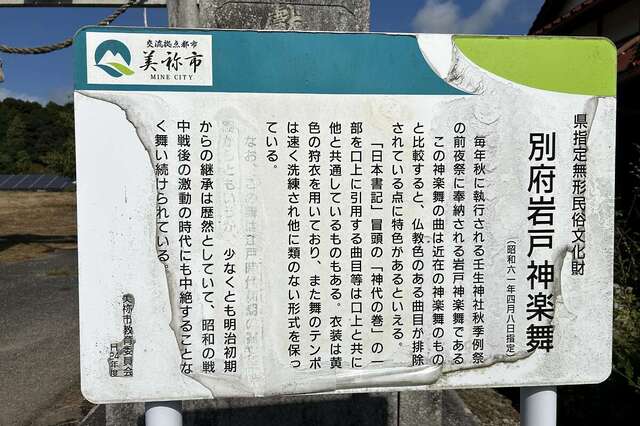 交流拠点都市
美祢市
MINE CITY
県指定無形民俗文化財
別府岩戸神楽舞
（昭和六一年四月八日指定）
毎年秋に執行される壬生神社秋季例祭
の前夜祭に奉納される岩戸神楽舞である
この神楽舞の曲は近在の神楽舞のもの
と比較すると、仏教色のある曲目が排除
されている点に特色があるといえる。
「日本書記」冒頭の「神代の巻」の一
部を口上に引用する曲目等は口上と共に
他と共通しているものもある。衣装は黄
色の狩衣を用いており、また舞のテンポ
は速く洗練され他に類のない形式を保っ
ている。
なお、
少なくとも明治初期
からの継承は歴然としていて、昭和の戦
中戦後の激動の時代にも中絶することな
く舞い続けられている。
美祢市教育委員会